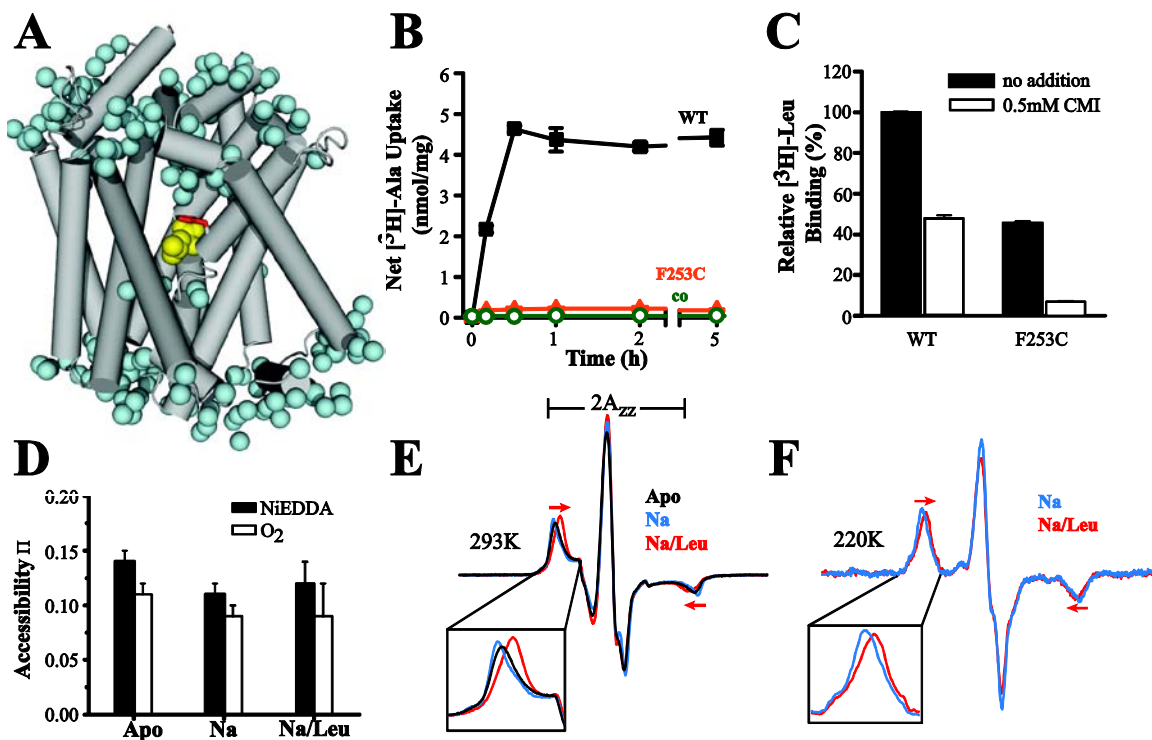 A
B
C
Net [³H]-Ala Uptake
(nmol/mg)
6
5
4
3
2
1
0
WT
F253C
co
0
1
2
5
Time (h)
Relative [³H]-Leu
Binding (%)
120
100
80
60
40
20
0
no addition
0.5mM CMI
WT
F253C
D
E
F
Accessibility Π
0.20
0.15
0.10
0.05
0.00
NiEDDA
O₂
Apo
Na
Na/Leu
2A_ZZ
293K
Apo
Na
Na/Leu
220K
Na
Na/Leu